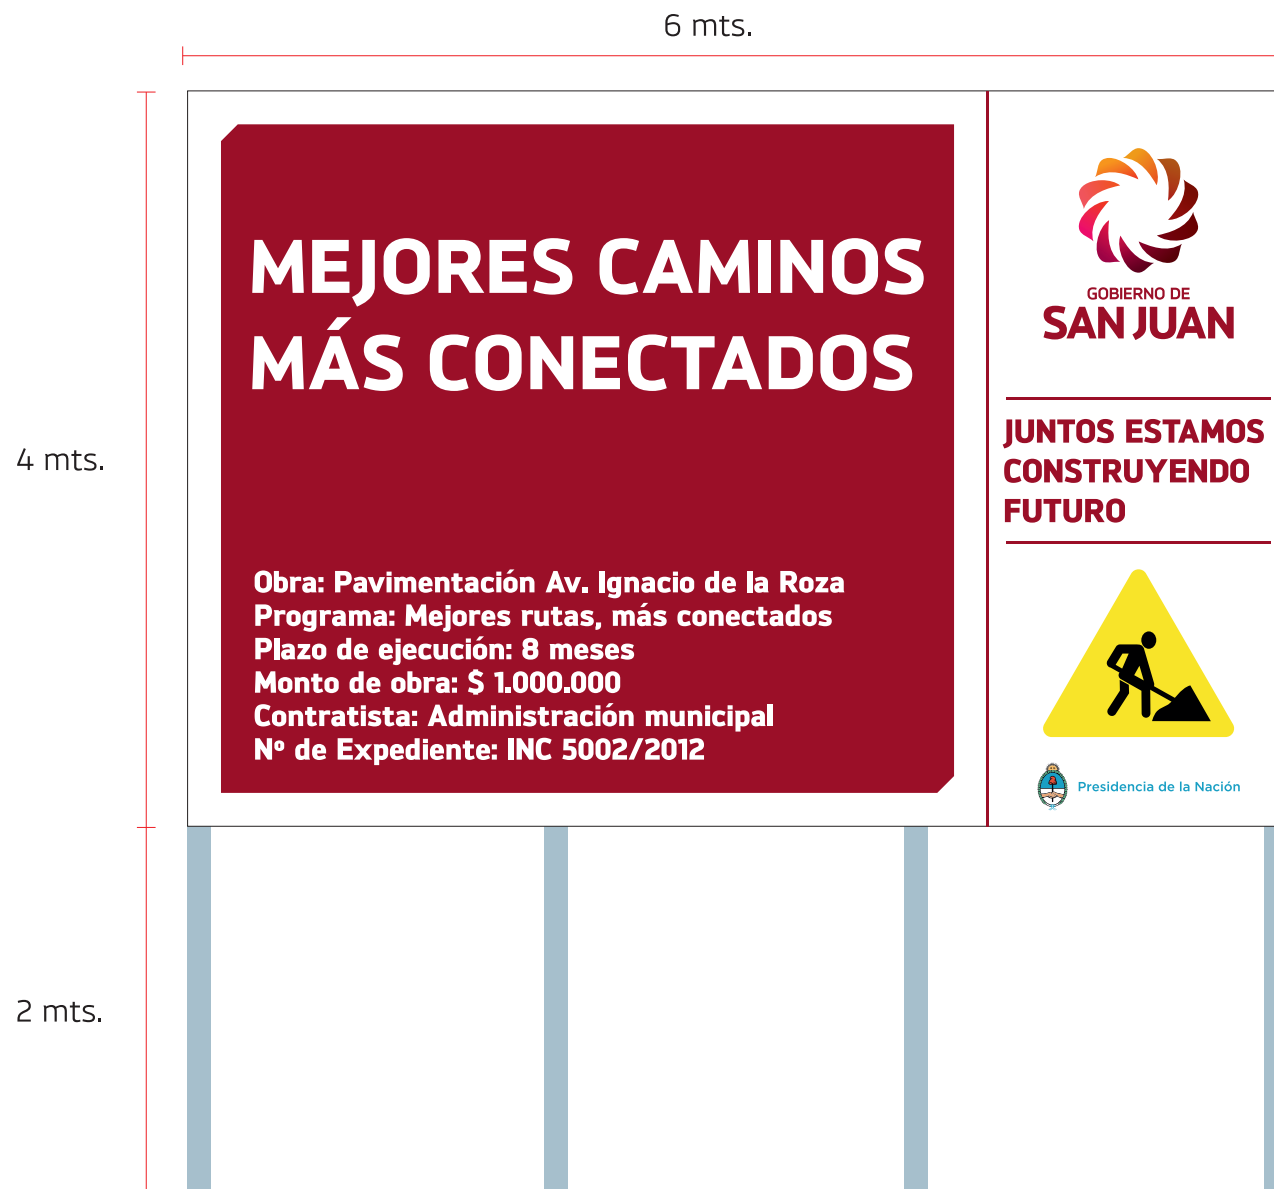 6 mts.
MEJORES CAMINOS
MÁS CONECTADOS
Obra: Pavimentación Av. Ignacio de la Roza
Programa: Mejores rutas, más conectados
Plazo de ejecución: 8 meses
Monto de obra: $ 1.000.000
Contratista: Administración municipal
Nº de Expediente: INC 5002/2012
GOBIERNO DE
SAN JUAN
JUNTOS ESTAMOS
CONSTRUYENDO
FUTURO
Presidencia de la Nación
4 mts.
2 mts.